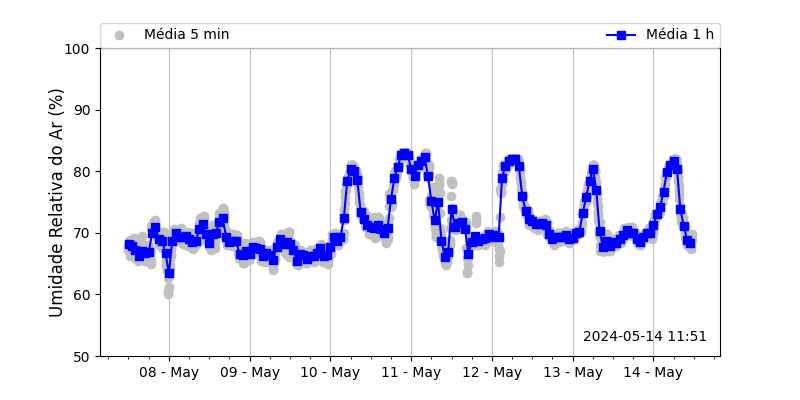 Média 5 min
Média 1 h
Umidade Relativa do Ar (%)
100
90
80
70
60
50
2024-05-14 11:51
08 - May
09 - May
10 - May
11 - May
12 - May
13 - May
14 - May